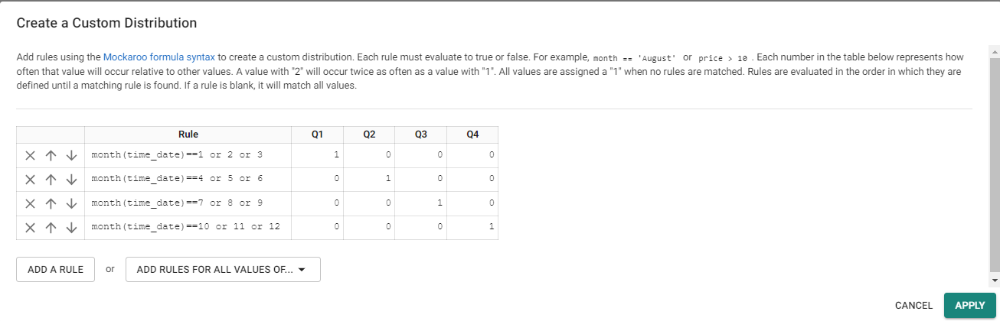 Create a Custom Distribution
Add rules using the Mockaroo formula syntax to create a custom distribution. Each rule must evaluate to true or false. For example, month == 'August' or price > 10 . Each number in the table below represents how
often that value will occur relative to other values. A value with "2" will occur twice as often as a value with "1". All values are assigned a "1" when no rules are matched. Rules are evaluated in the order in which they are
defined until a matching rule is found. If a rule is blank, it will match all values.
Rule Q1 Q2 Q3 Q4
month(time_date)==1 or 2 or 3 1 0 0 0
month(time_date)==4 or 5 or 6 0 1 0 0
month(time_date)==7 or 8 or 9 0 0 1 0
month(time_date)==10 or 11 or 12 0 0 0 1
ADD A RULE or ADD RULES FOR ALL VALUES OF...
CANCEL APPLY